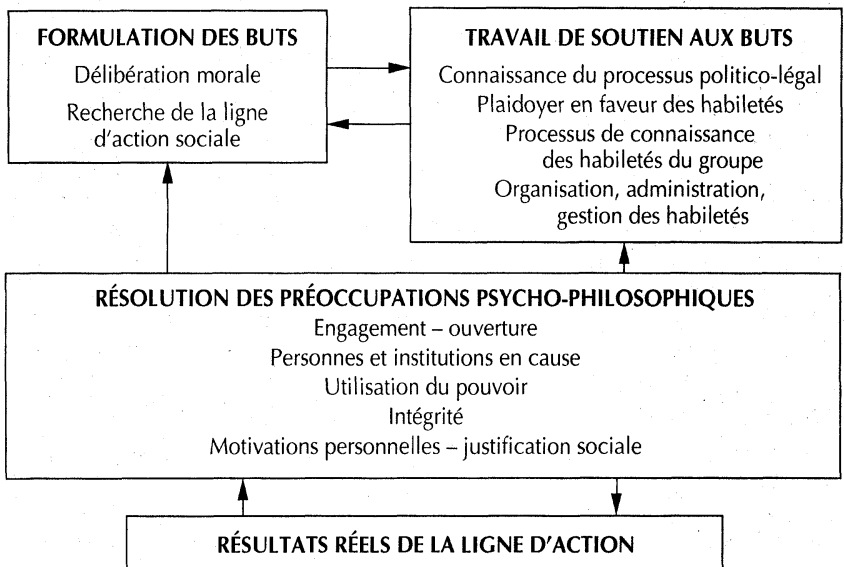 FORMULATION DES BUTS
Délibération morale
Recherche de la ligne
d'action sociale
TRAVAIL DE SOUTIEN AUX BUTS
Connaissance du processus politico-légal
Plaidoyer en faveur des habiletés
Processus de connaissance
des habiletés du groupe
Organisation, administration,
gestion des habiletés
RÉSOLUTION DES PRÉOCCUPATIONS PSYCHO-PHILOSOPHIQUES
Engagement – ouverture
Personnes et institutions en cause
Utilisation du pouvoir
Intégrité
Motivations personnelles – justification sociale
RÉSULTATS RÉELS DE LA LIGNE D'ACTION